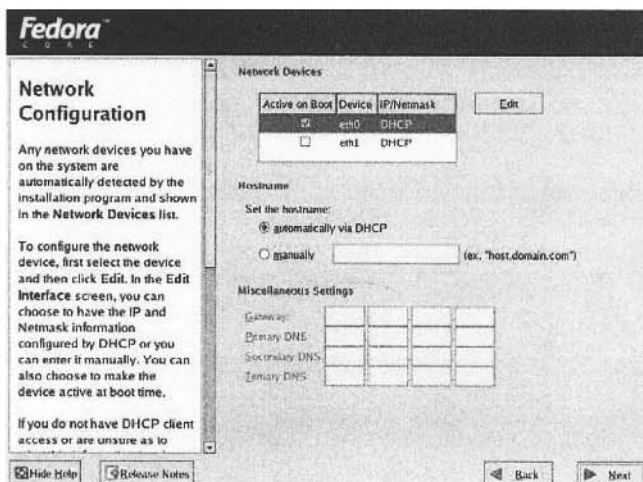 Fedora™
CORE
Network
Configuration
Any network devices you have
on the system are
automatically detected by the
installation program and shown
in the Network Devices list.
To configure the network
device, first select the device
and then click Edit. In the Edit
Interface screen, you can
choose to have the IP and
Netmask information
configured by DHCP or you
can enter it manually. You can
also choose to make the
device active at boot time.
If you do not have DHCP client
access or are unsure as to
Hide Help
Release Notes
Network Devices
Active on Boot Device IP/Netmask
eth0 DHCP
eth1 DHCP
Edit
Hostname
Set the hostname:
automatically via DHCP
manually (ex. "host.domain.com")
Miscellaneous Settings
Gateway:
Primary DNS:
Secondary DNS:
Tertiary DNS:
Back
Next